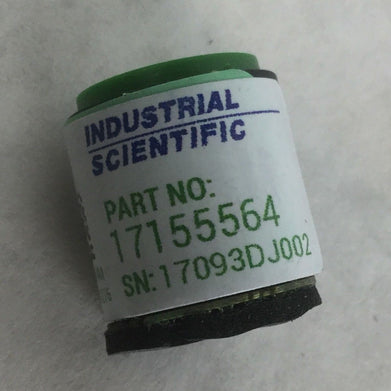 INDUSTRIAL
SCIENTIFIC
PART NO:
17155564
SN:17093DJ002